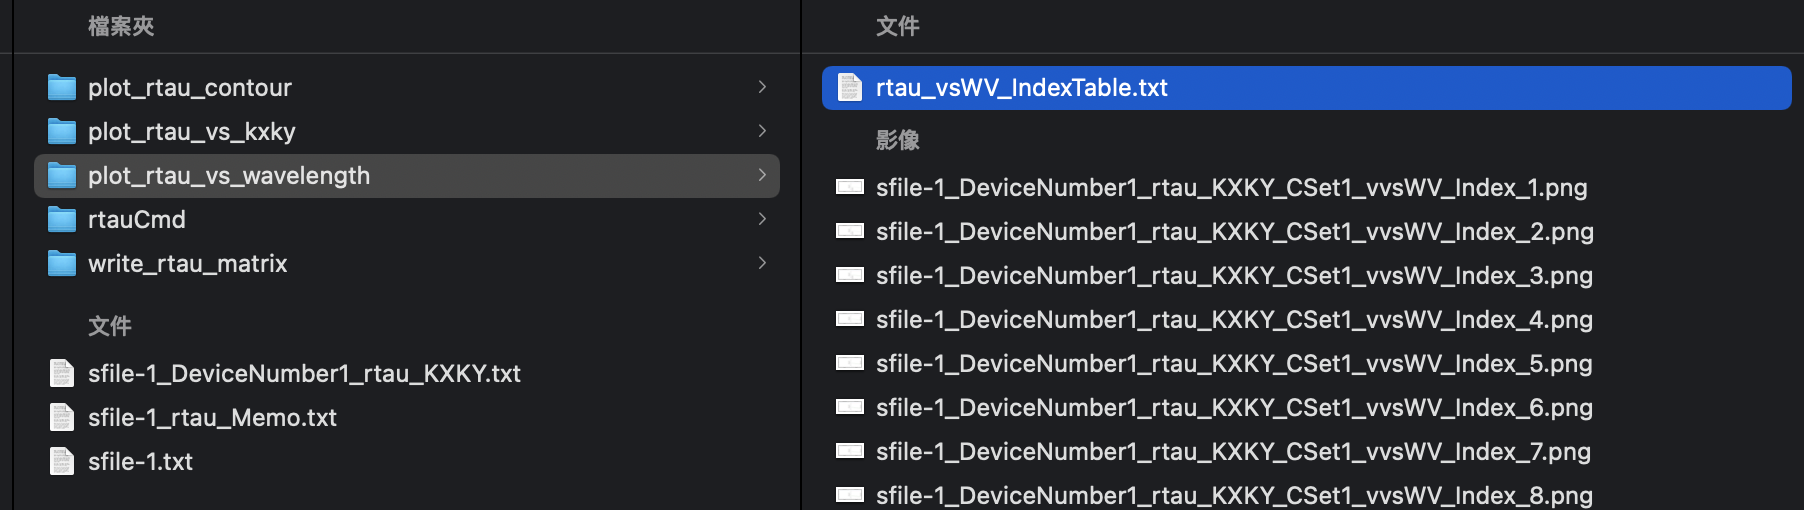 檔案夾
plot_rtau_contour
plot_rtau_vs_kxky
plot_rtau_vs_wavelength
rtauCmd
write_rtau_matrix
文件
sfile-1_DeviceNumber1_rtau_KXKY.txt
sfile-1_rtau_Memo.txt
sfile-1.txt
文件
rtau_vsWV_IndexTable.txt
影像
sfile-1_DeviceNumber1_rtau_KXKY_CSet1_vvsWV_Index_1.png
sfile-1_DeviceNumber1_rtau_KXKY_CSet1_vvsWV_Index_2.png
sfile-1_DeviceNumber1_rtau_KXKY_CSet1_vvsWV_Index_3.png
sfile-1_DeviceNumber1_rtau_KXKY_CSet1_vvsWV_Index_4.png
sfile-1_DeviceNumber1_rtau_KXKY_CSet1_vvsWV_Index_5.png
sfile-1_DeviceNumber1_rtau_KXKY_CSet1_vvsWV_Index_6.png
sfile-1_DeviceNumber1_rtau_KXKY_CSet1_vvsWV_Index_7.png
sfile-1_DeviceNumber1_rtau_KXKY_CSet1_vvsWV_Index_8.png